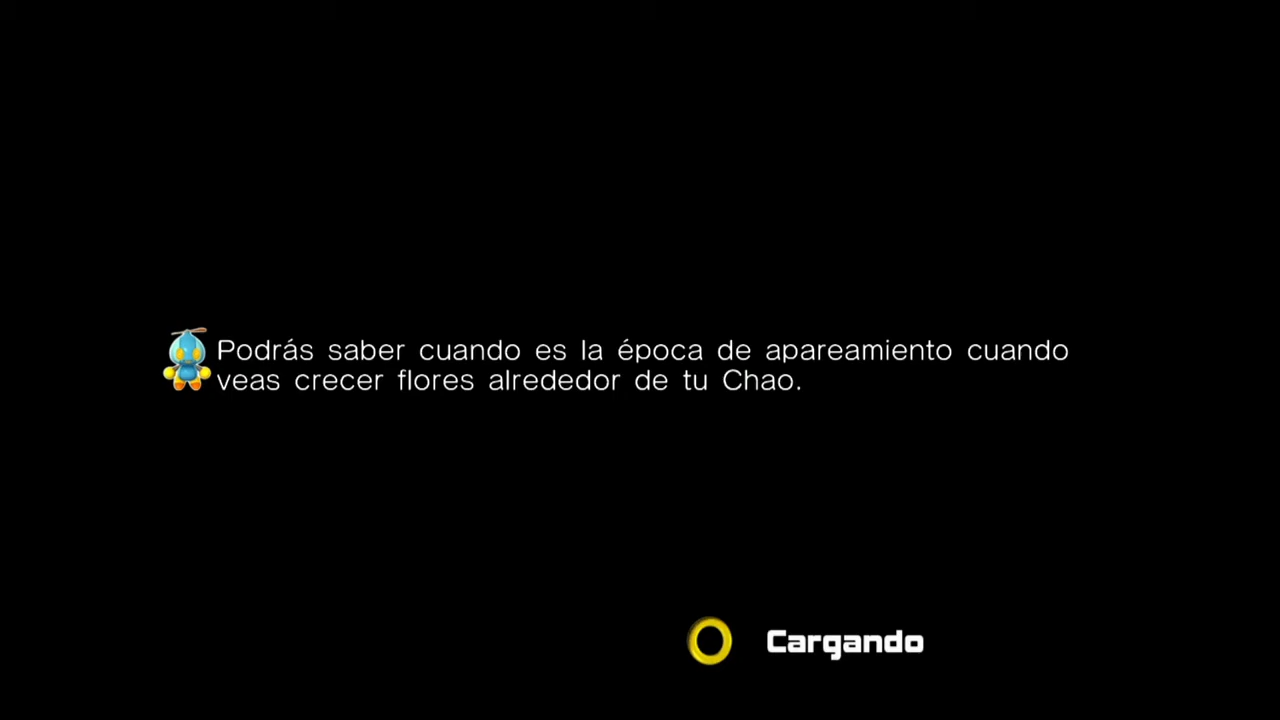 Podrás saber cuando es la época de apareamiento cuando
veas crecer flores alrededor de tu Chao.
Cargando